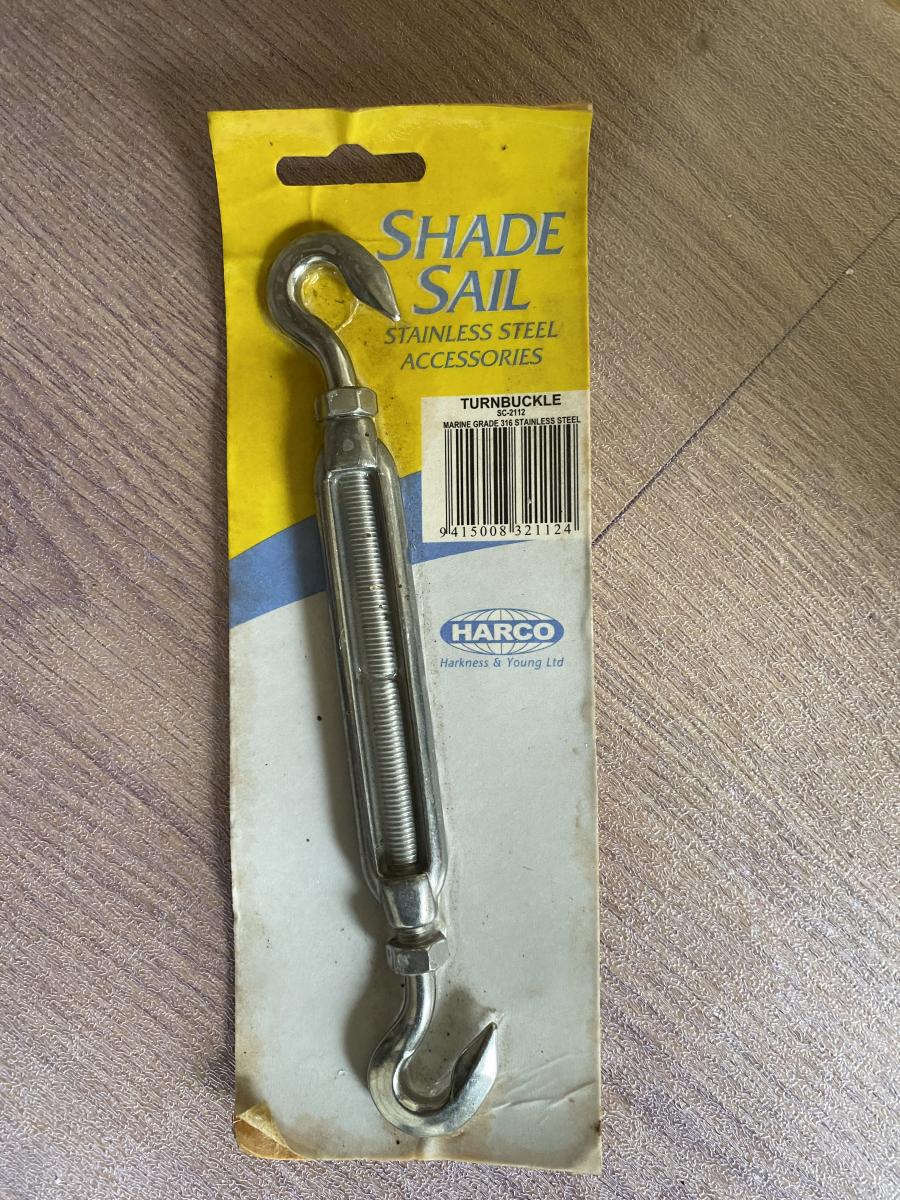 SHADE
SAIL
STAINLESS STEEL
ACCESSORIES
TURNBUCKLE
SC-2112
MARINE GRADE 316 STAINLESS STEEL
9 415008 321124
HARCO
Harkness & Young Ltd